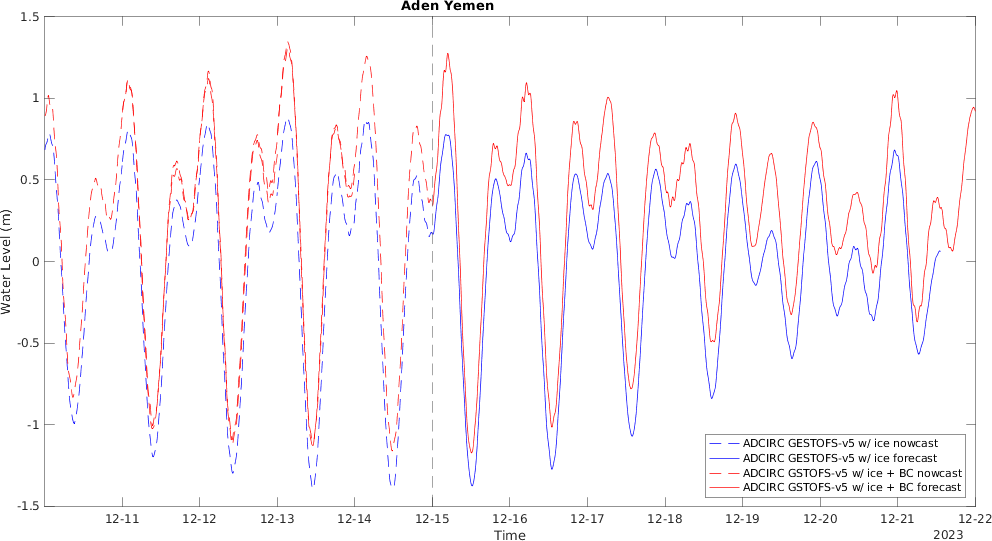 Aden Yemen
1.5
1
0.5
0
-0.5
-1
-1.5
Water Level (m)
12-11 12-12 12-13 12-14 12-15 12-16 12-17 12-18 12-19 12-20 12-21 12-22
Time
2023
ADCIRC GESTOFS-v5 w/ ice nowcast
ADCIRC GESTOFS-v5 w/ ice forecast
ADCIRC GSTOFS-v5 w/ ice + BC nowcast
ADCIRC GSTOFS-v5 w/ ice + BC forecast